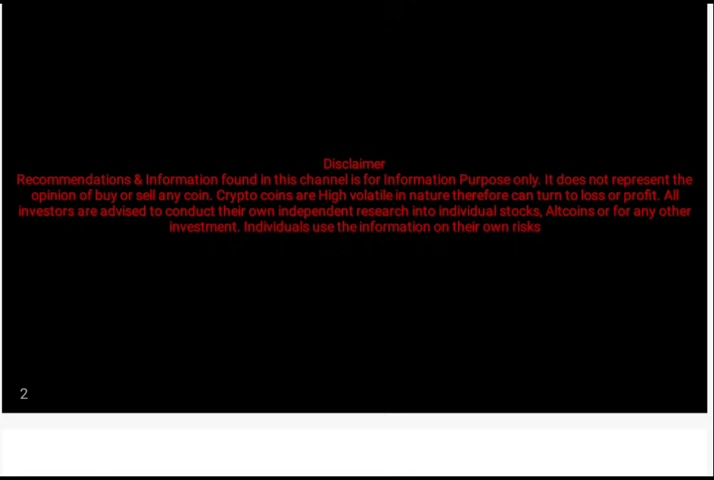 Disclaimer
Recommendations & Information found in this channel is for Information Purpose only. It does not represent the
opinion of buy or sell any coin. Crypto coins are High volatile in nature therefore can turn to loss or profit. All
investors are advised to conduct their own independent research into individual stocks, Altcoins or for any other
investment. Individuals use the information on their own risks
2